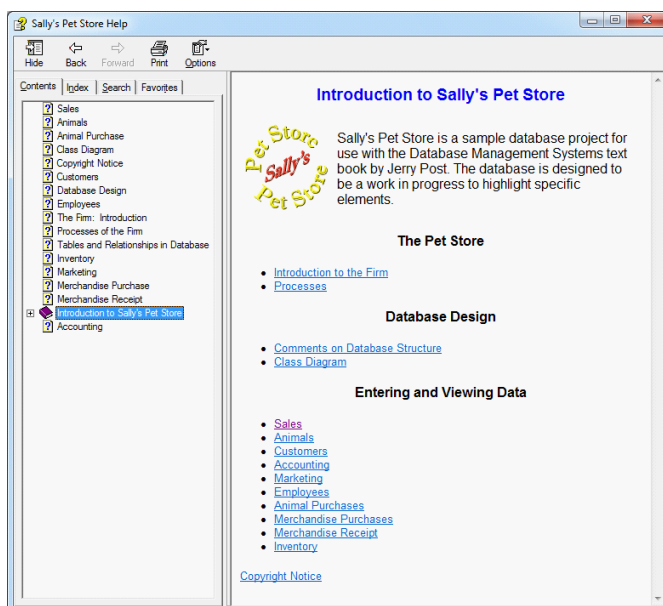 Sally's Pet Store Help
Hide Back Forward Print Options
Contents Index Search Favorites
Sales
Animals
Animal Purchase
Class Diagram
Copyright Notice
Customers
Database Design
Employees
The Firm: Introduction
Processes of the Firm
Tables and Relationships in Database
Inventory
Marketing
Merchandise Purchase
Merchandise Receipt
Introduction to Sally's Pet Store
Accounting
Introduction to Sally's Pet Store
Pet Store
Sally's
Pet Store
Sally's Pet Store is a sample database project for
use with the Database Management Systems text
book by Jerry Post. The database is designed to
be a work in progress to highlight specific
elements.
The Pet Store
Introduction to the Firm
Processes
Database Design
Comments on Database Structure
Class Diagram
Entering and Viewing Data
Sales
Animals
Customers
Accounting
Marketing
Employees
Animal Purchases
Merchandise Purchases
Merchandise Receipt
Inventory
Copyright Notice